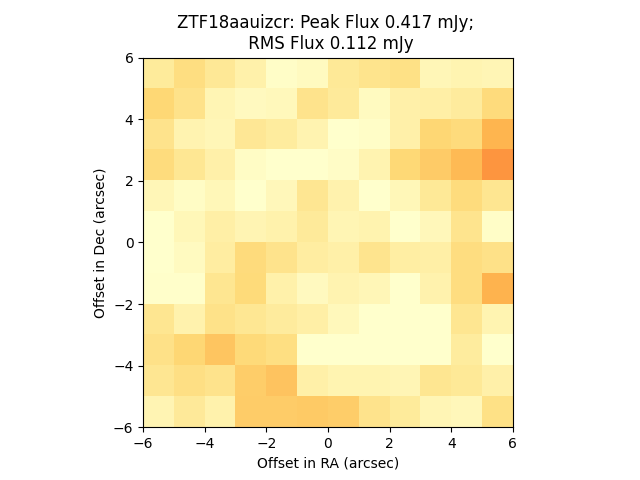 ZTF18aauizcr: Peak Flux 0.417 mJy;
RMS Flux 0.112 mJy
6
4
2
0
−2
−4
−6
Offset in Dec (arcsec)
−6 −4 −2 0 2 4 6
Offset in RA (arcsec)